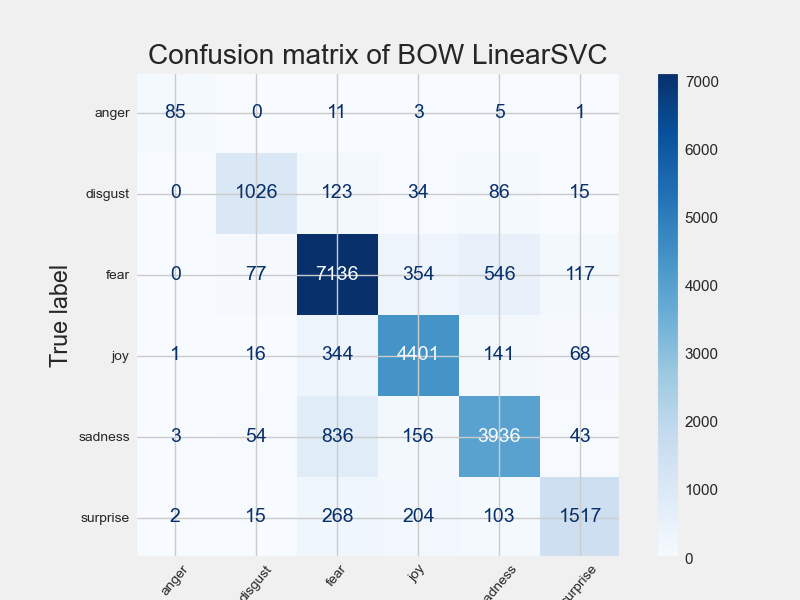 Confusion matrix of BOW LinearSVC
True label
anger 85 0 11 3 5 1
disgust 0 1026 123 34 86 15
fear 0 77 7136 354 546 117
joy 1 16 344 4401 141 68
sadness 3 54 836 156 3936 43
surprise 2 15 268 204 103 1517
anger disgust fear joy adness urprise
7000
6000
5000
4000
3000
2000
1000
0